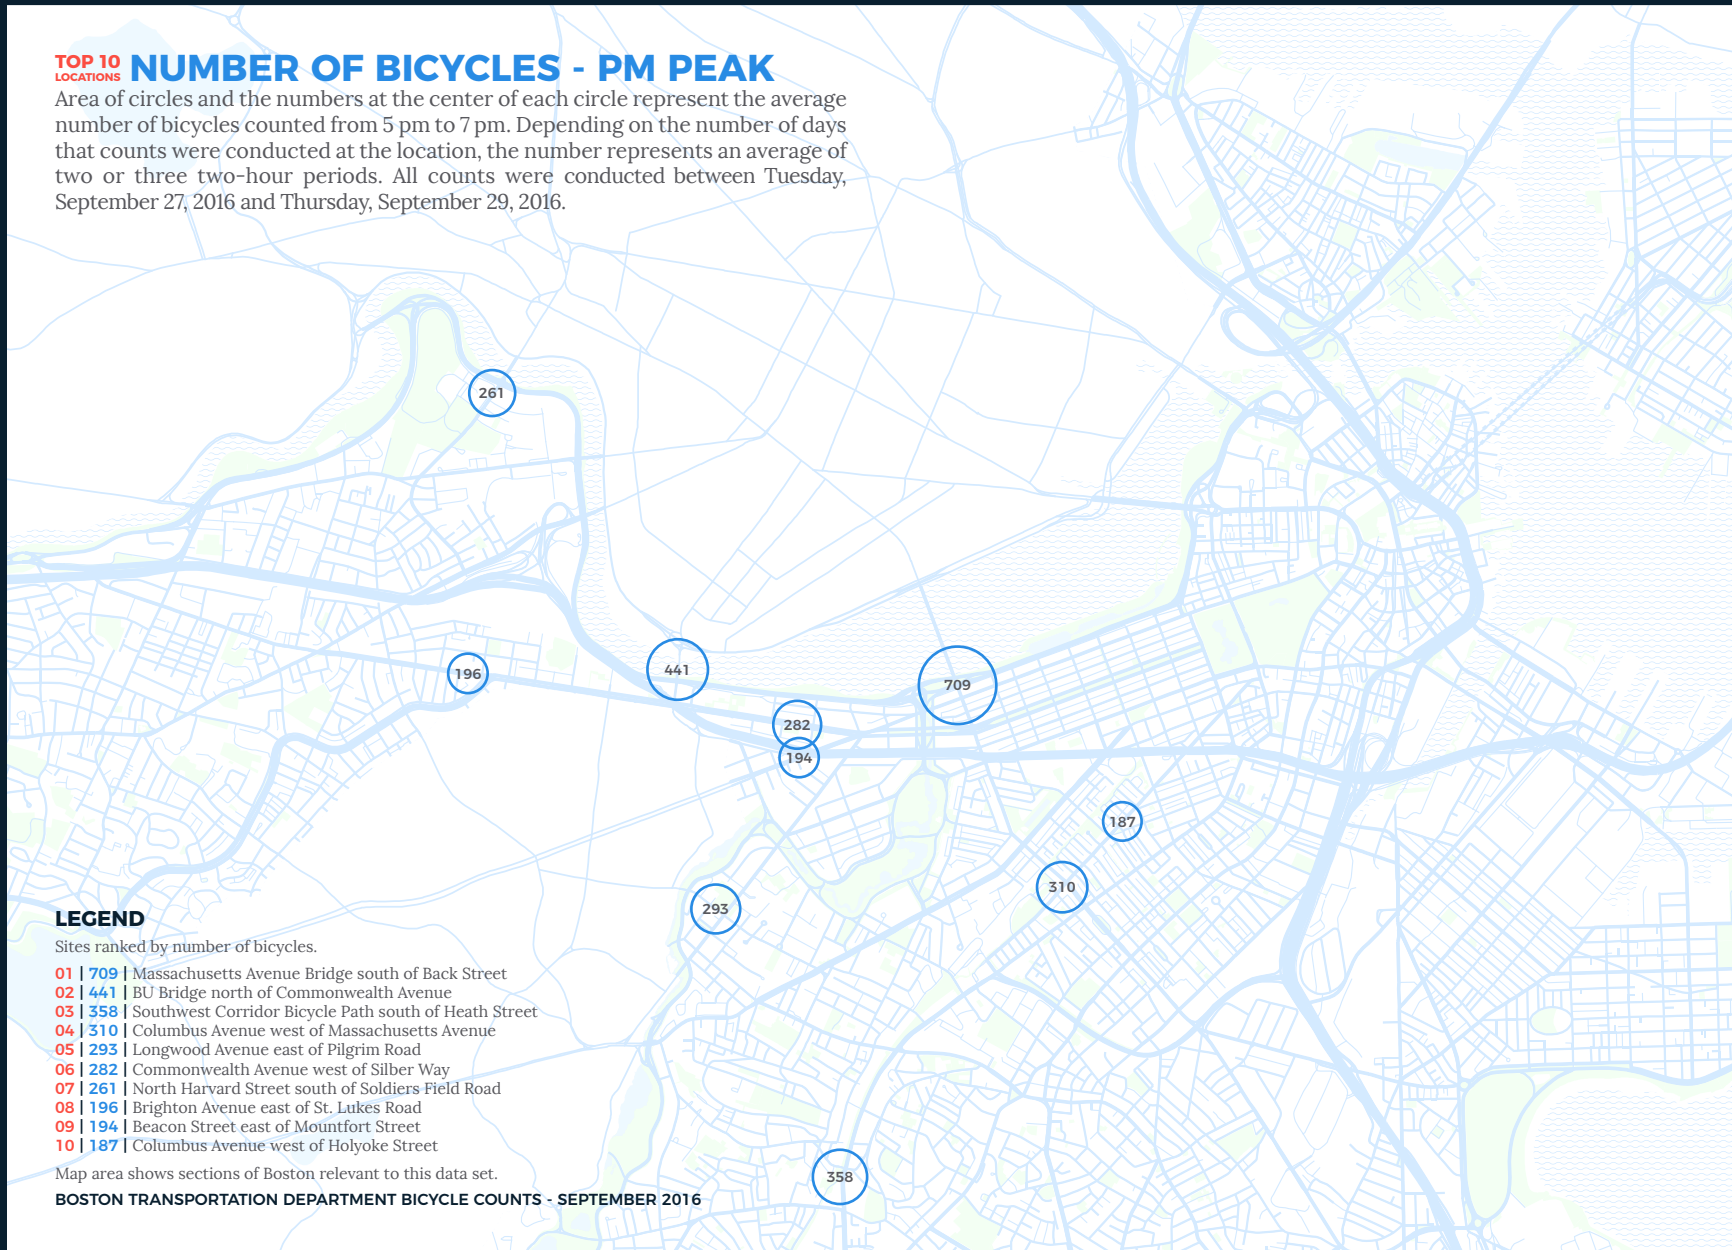 TOP 10
LOCATIONS
NUMBER OF BICYCLES - PM PEAK
Area of circles and the numbers at the center of each circle represent the average
number of bicycles counted from 5 pm to 7 pm. Depending on the number of days
that counts were conducted at the location, the number represents an average of
two or three two-hour periods. All counts were conducted between Tuesday,
September 27, 2016 and Thursday, September 29, 2016.
261
441
196
709
282
194
187
310
293
358
LEGEND
Sites ranked by number of bicycles.
01 | 709 | Massachusetts Avenue Bridge south of Back Street
02 | 441 | BU Bridge north of Commonwealth Avenue
03 | 358 | Southwest Corridor Bicycle Path south of Heath Street
04 | 310 | Columbus Avenue west of Massachusetts Avenue
05 | 293 | Longwood Avenue east of Pilgrim Road
06 | 282 | Commonwealth Avenue west of Silber Way
07 | 261 | North Harvard Street south of Soldiers Field Road
08 | 196 | Brighton Avenue east of St. Lukes Road
09 | 194 | Beacon Street east of Mountfort Street
10 | 187 | Columbus Avenue west of Holyoke Street
Map area shows sections of Boston relevant to this data set.
BOSTON TRANSPORTATION DEPARTMENT BICYCLE COUNTS - SEPTEMBER 2016